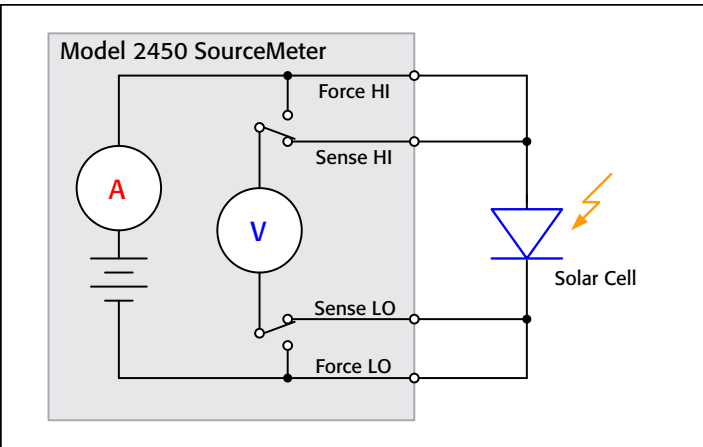 Model 2450 SourceMeter
Force HI
Sense HI
A
V
Solar Cell
Sense LO
Force LO